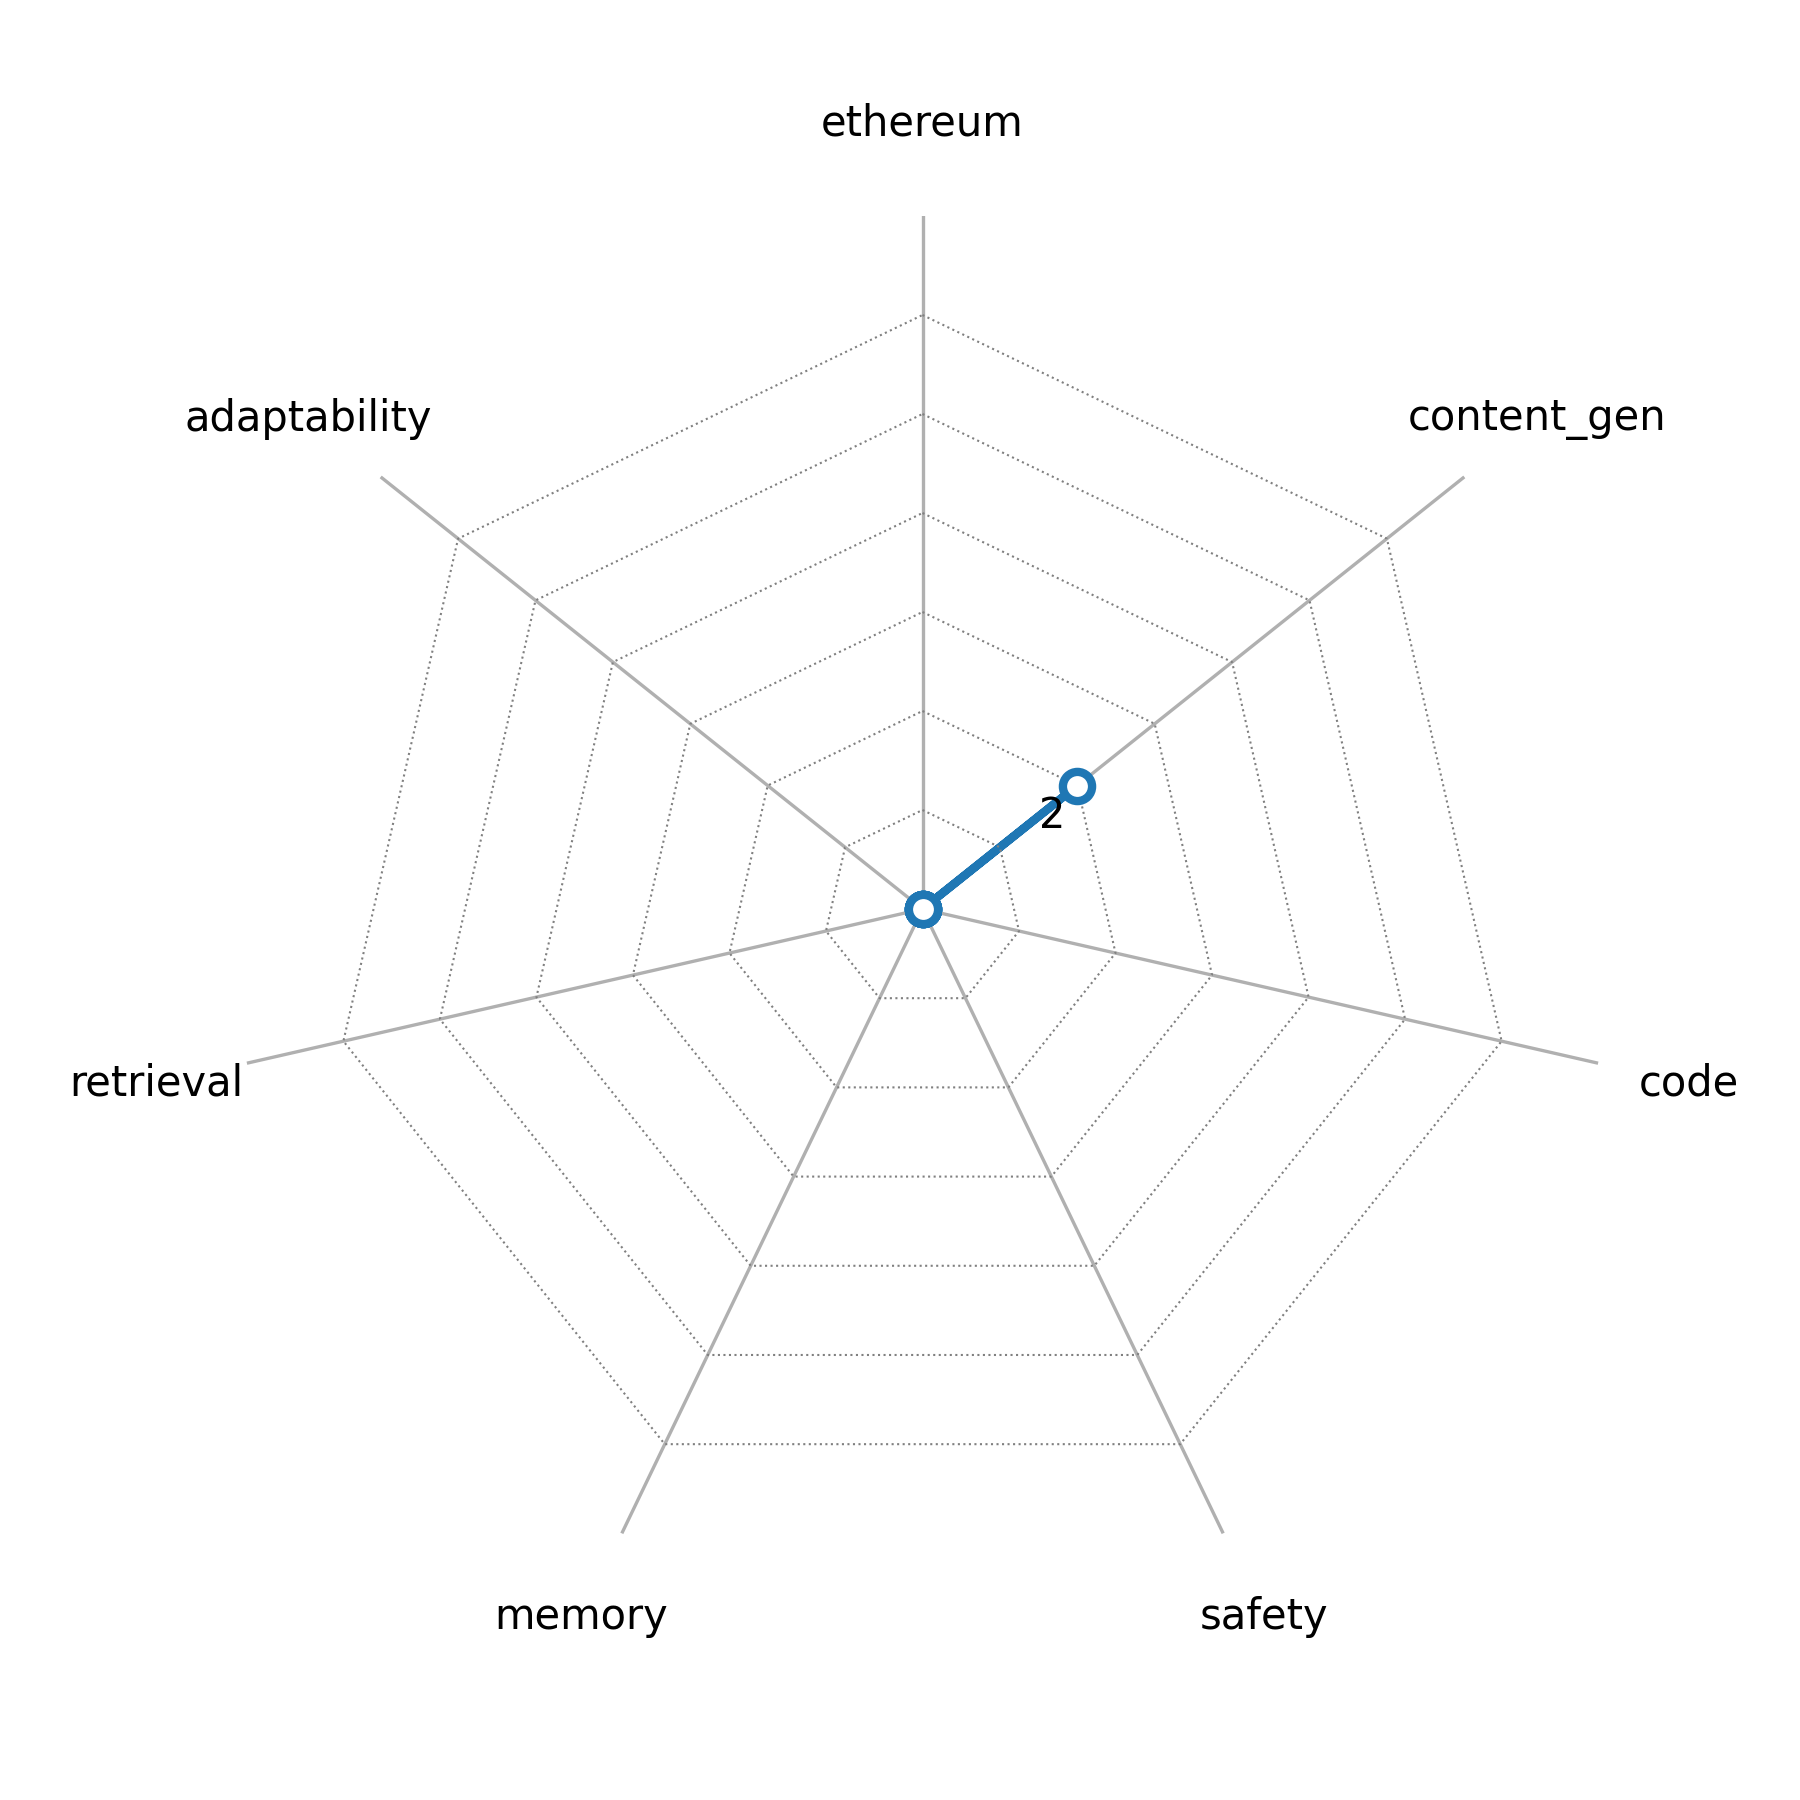 ethereum
adaptability
content_gen
2
retrieval
code
memory
safety